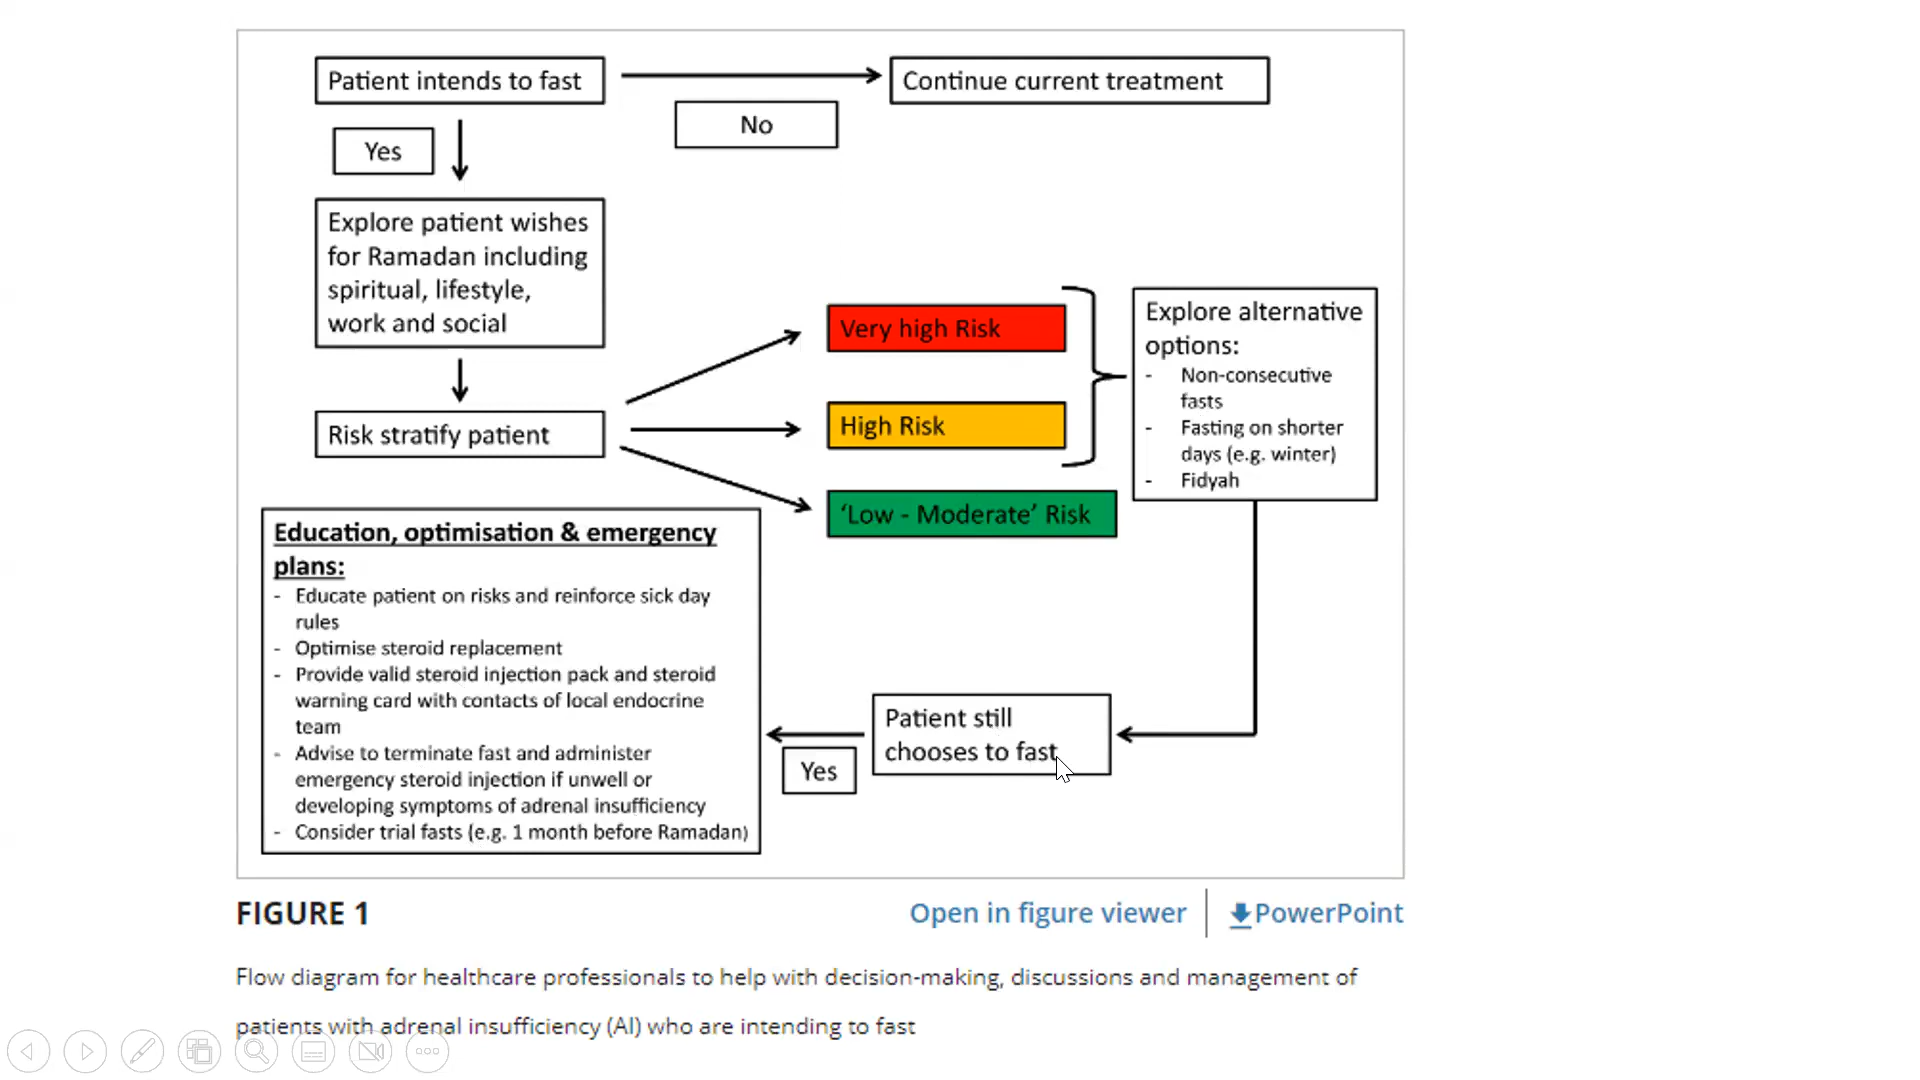 Patient intends to fast
Continue current treatment
No
Yes
Explore patient wishes
for Ramadan including
spiritual, lifestyle,
work and social
Risk stratify patient
Very high Risk
High Risk
‘Low - Moderate’ Risk
Explore alternative
options:
- Non-consecutive
fasts
- Fasting on shorter
days (e.g. winter)
- Fidyah
Patient still
chooses to fast
Yes
Education, optimisation & emergency
plans:
- Educate patient on risks and reinforce sick day
rules
- Optimise steroid replacement
- Provide valid steroid injection pack and steroid
warning card with contacts of local endocrine
team
- Advise to terminate fast and administer
emergency steroid injection if unwell or
developing symptoms of adrenal insufficiency
- Consider trial fasts (e.g. 1 month before Ramadan)
FIGURE 1
Open in figure viewer
PowerPoint
Flow diagram for healthcare professionals to help with decision-making, discussions and management of
patients with adrenal insufficiency (AI) who are intending to fast